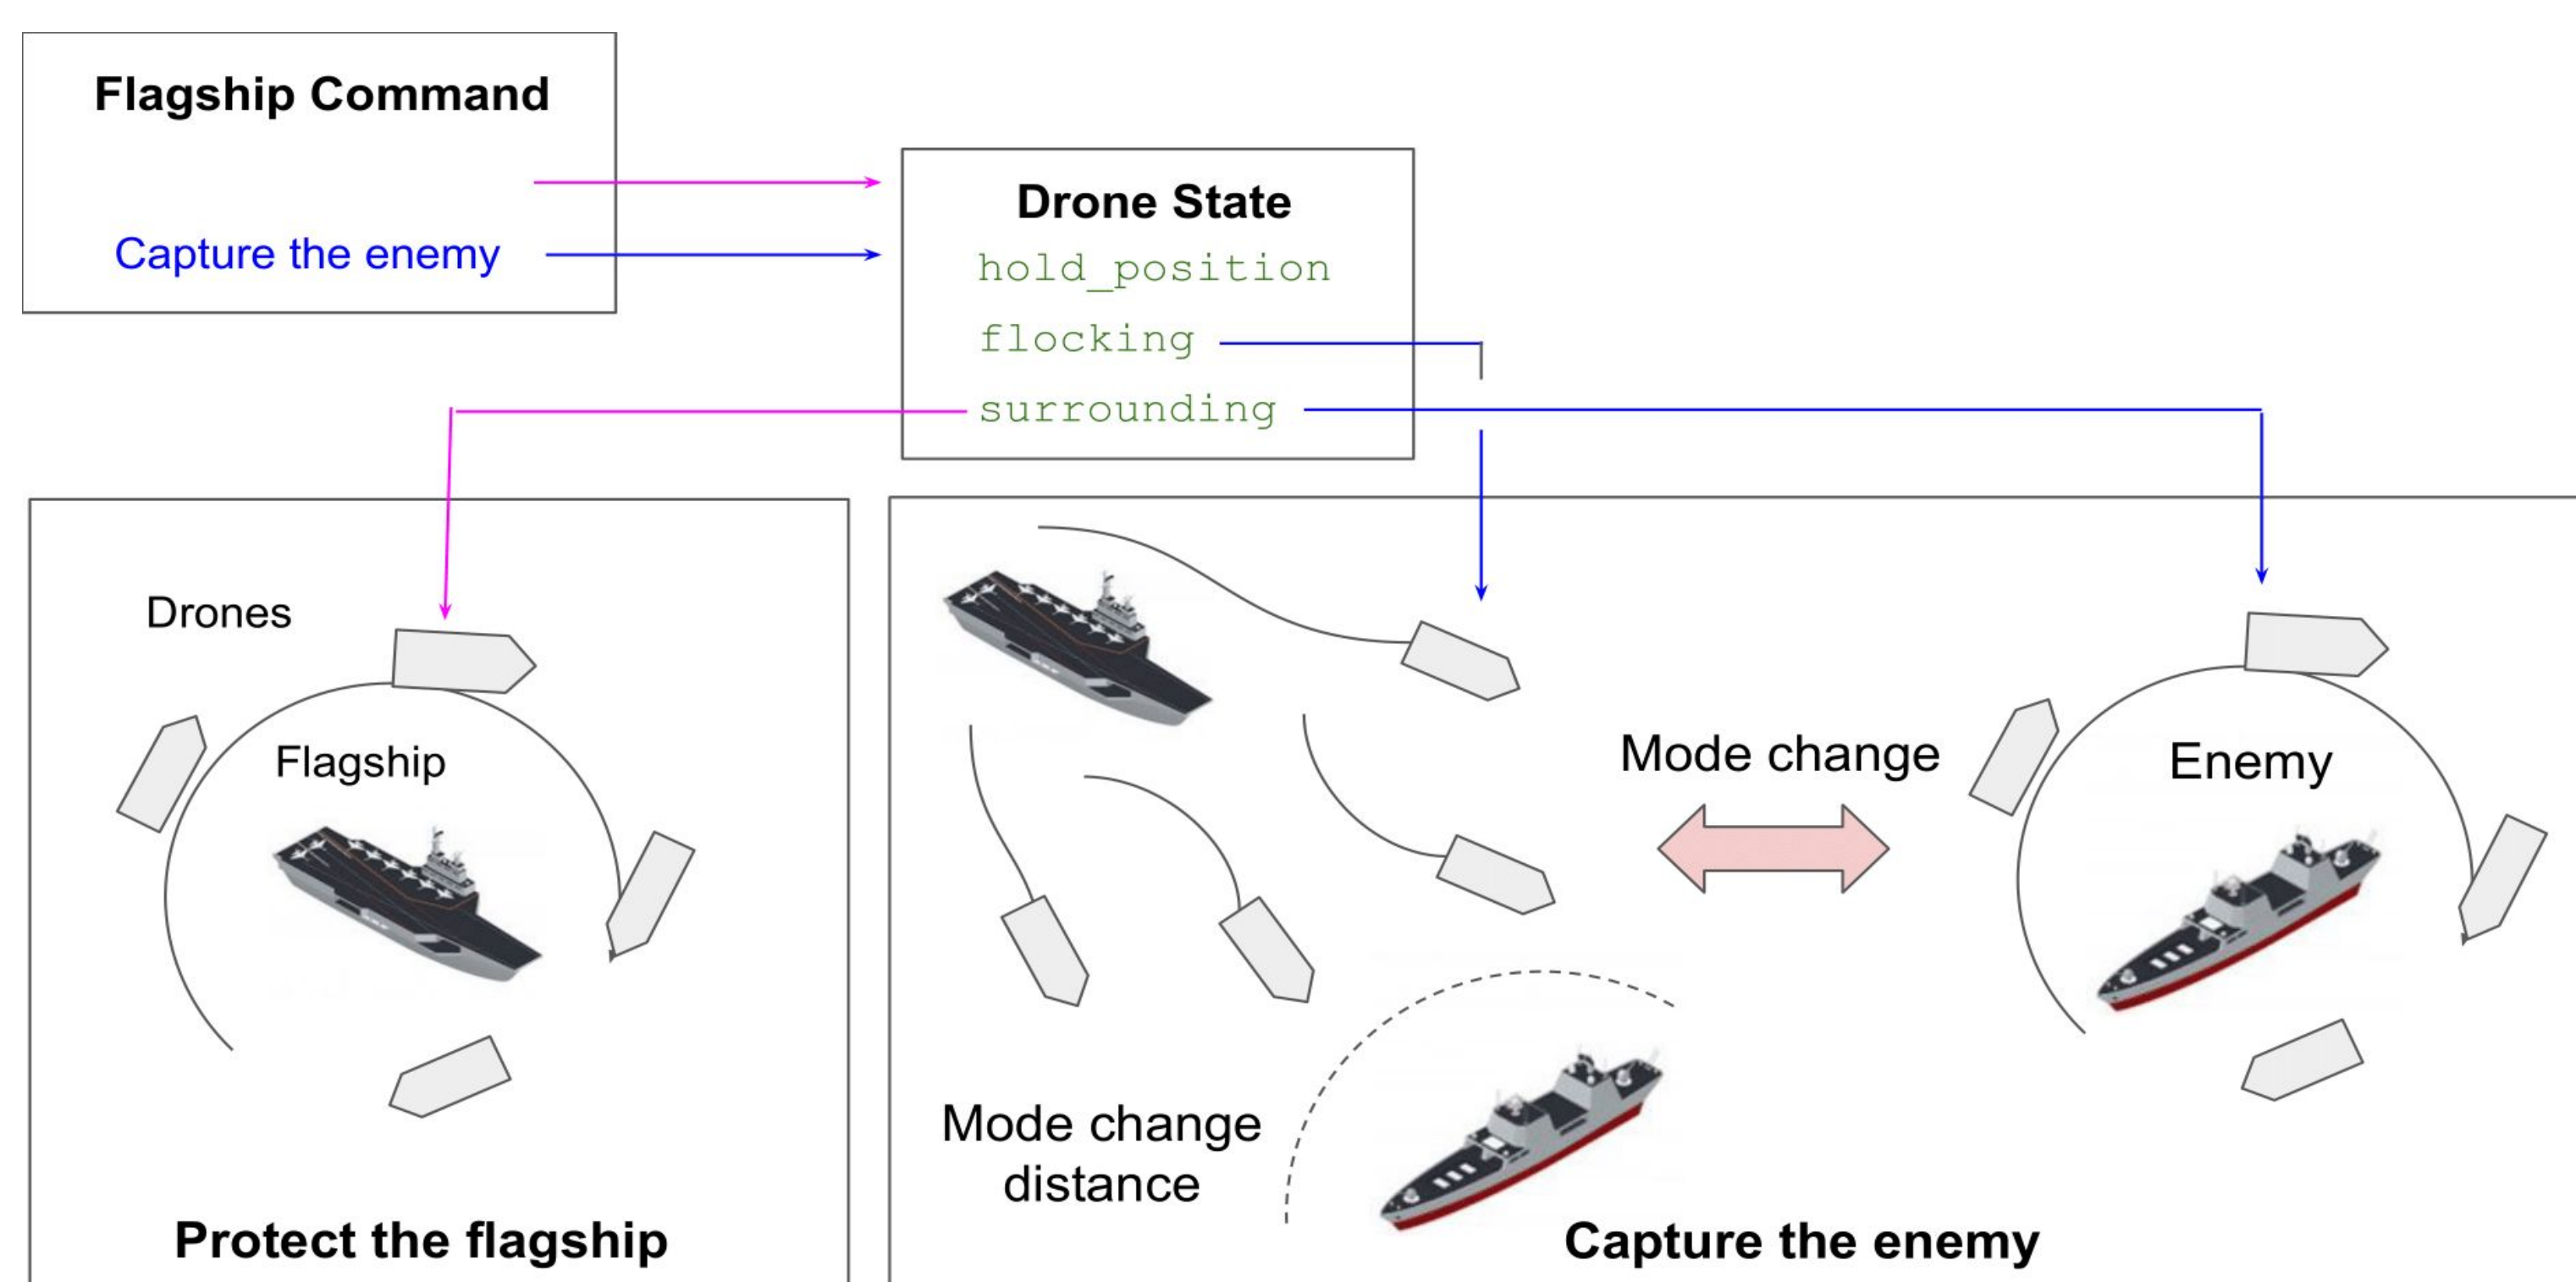 Flagship Command
Capture the enemy
Drone State
hold_position
flocking
surrounding
Drones
Flagship
Protect the flagship
Mode change
Enemy
Mode change
distance
Capture the enemy